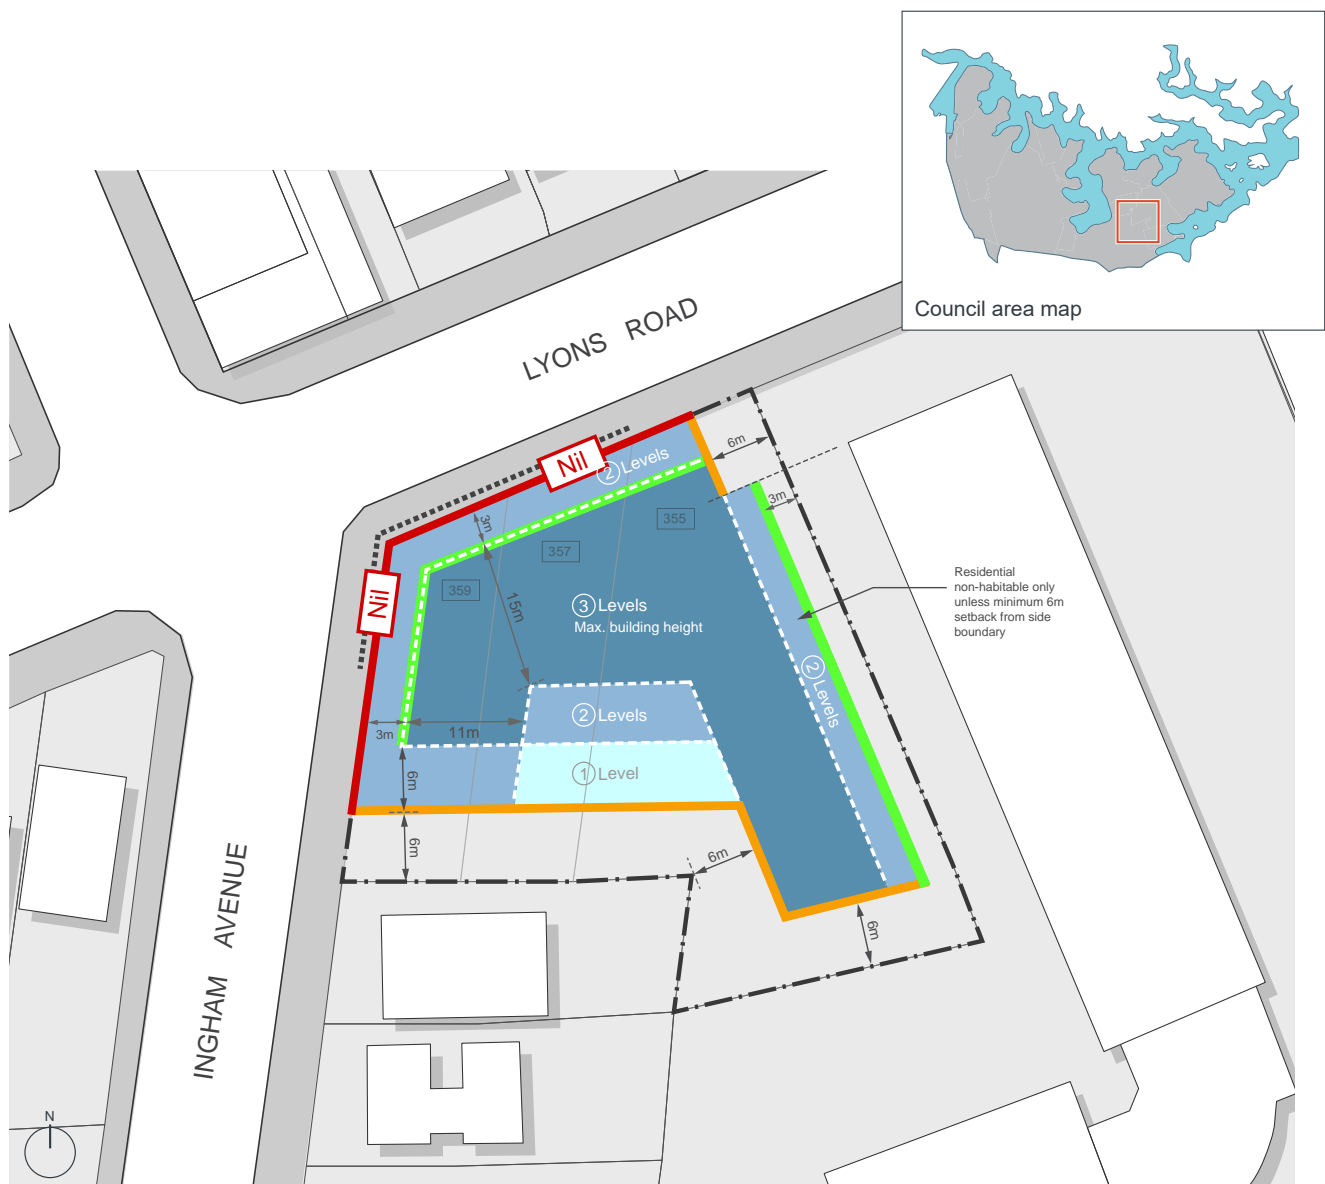 Council area map
LYONS ROAD
Nil
2 Levels
6m
3m
355
3m
357
359
Residential
non-habitable only
unless minimum 6m
setback from side
boundary
Nil
15m
3 Levels
Max. building height
2 Levels
2 Levels
3m
11m
1 Level
6m
6m
6m
6m
INGHAM AVENUE
N